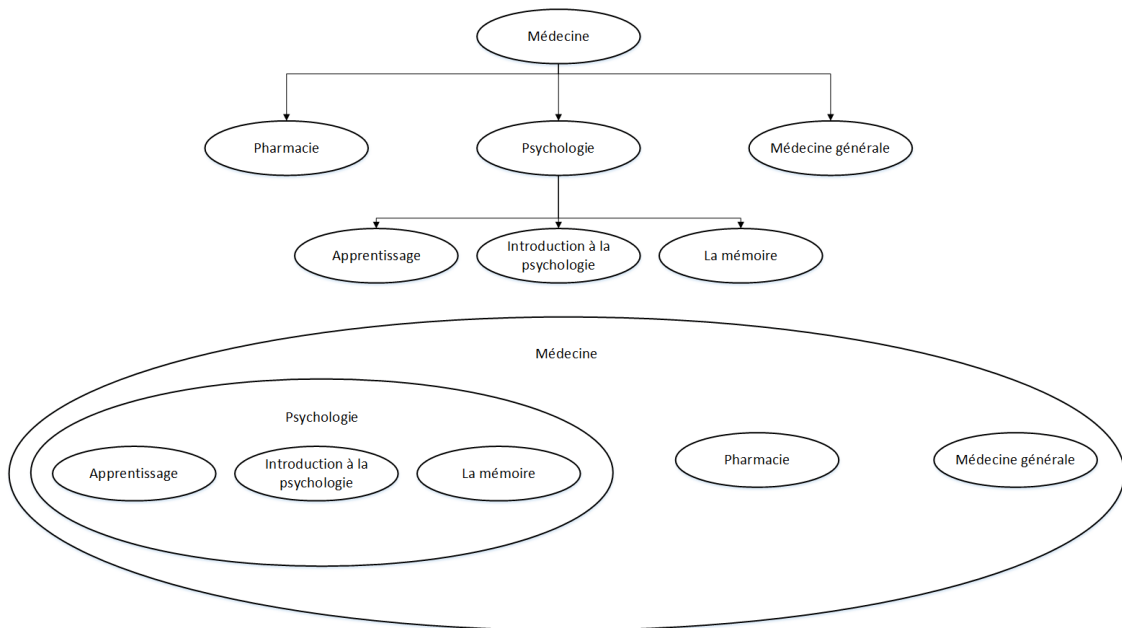 Médecine
Pharmacie
Psychologie
Médecine générale
Apprentissage
Introduction à la
psychologie
La mémoire
Médecine
Psychologie
Apprentissage
Introduction à la
psychologie
La mémoire
Pharmacie
Médecine générale